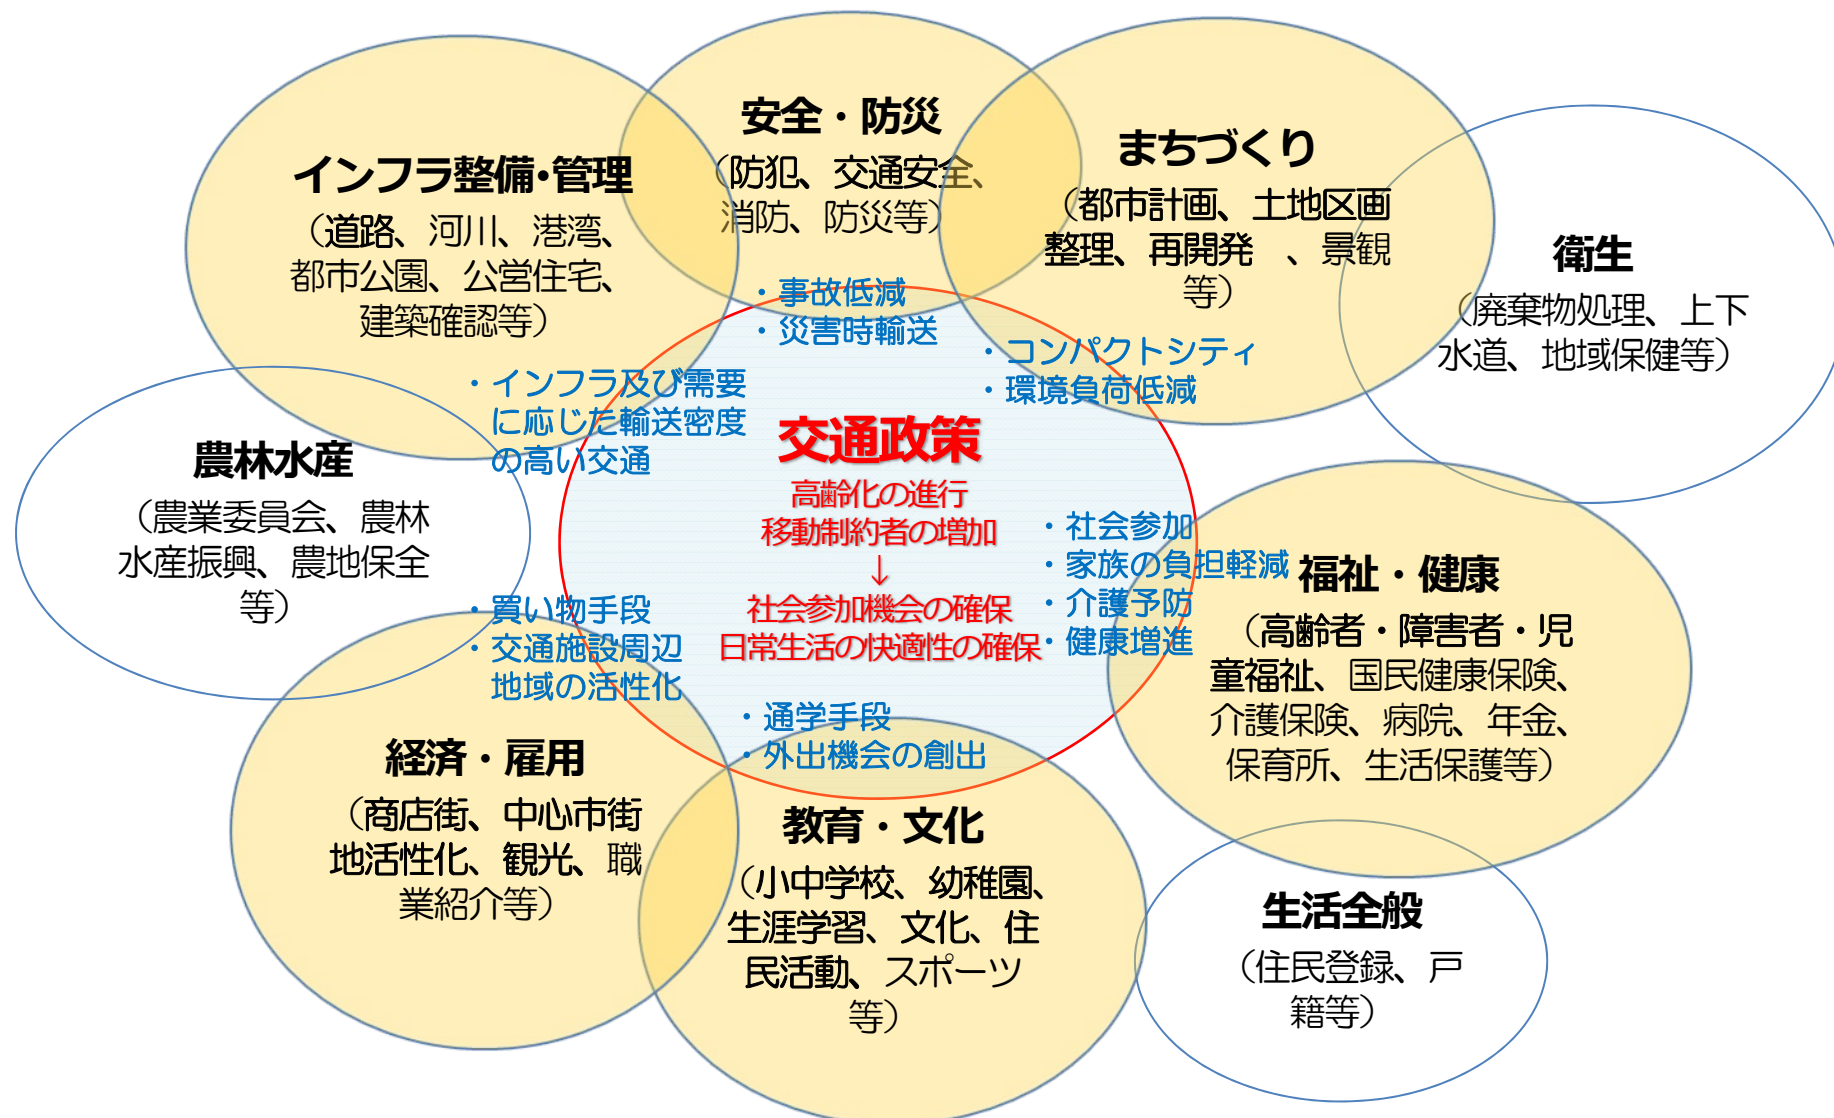 安全・防災
（防犯、交通安全、
消防、防災等）
まちづくり
（都市計画、土地区画
整理、再開発　、景観
等）
インフラ整備･管理
（道路、河川、港湾、
都市公園、公営住宅、
建築確認等）
衛生
（廃棄物処理、上下
水道、地域保健等）
・事故低減
・災害時輸送
・コンパクトシティ
・環境負荷低減
・インフラ及び需要
に応じた輸送密度
の高い交通
農林水産
（農業委員会、農林
水産振興、農地保全
等）
交通政策
高齢化の進行
移動制約者の増加
↓
社会参加機会の確保
日常生活の快適性の確保
・社会参加
・家族の負担軽減
・介護予防
・健康増進
福祉・健康
（高齢者・障害者・児
童福祉、国民健康保険、
介護保険、病院、年金、
保育所、生活保護等）
・買い物手段
・交通施設周辺
地域の活性化
・通学手段
・外出機会の創出
経済・雇用
（商店街、中心市街
地活性化、観光、職
業紹介等）
教育・文化
（小中学校、幼稚園、
生涯学習、文化、住
民活動、スポーツ
等）
生活全般
（住民登録、戸
籍等）